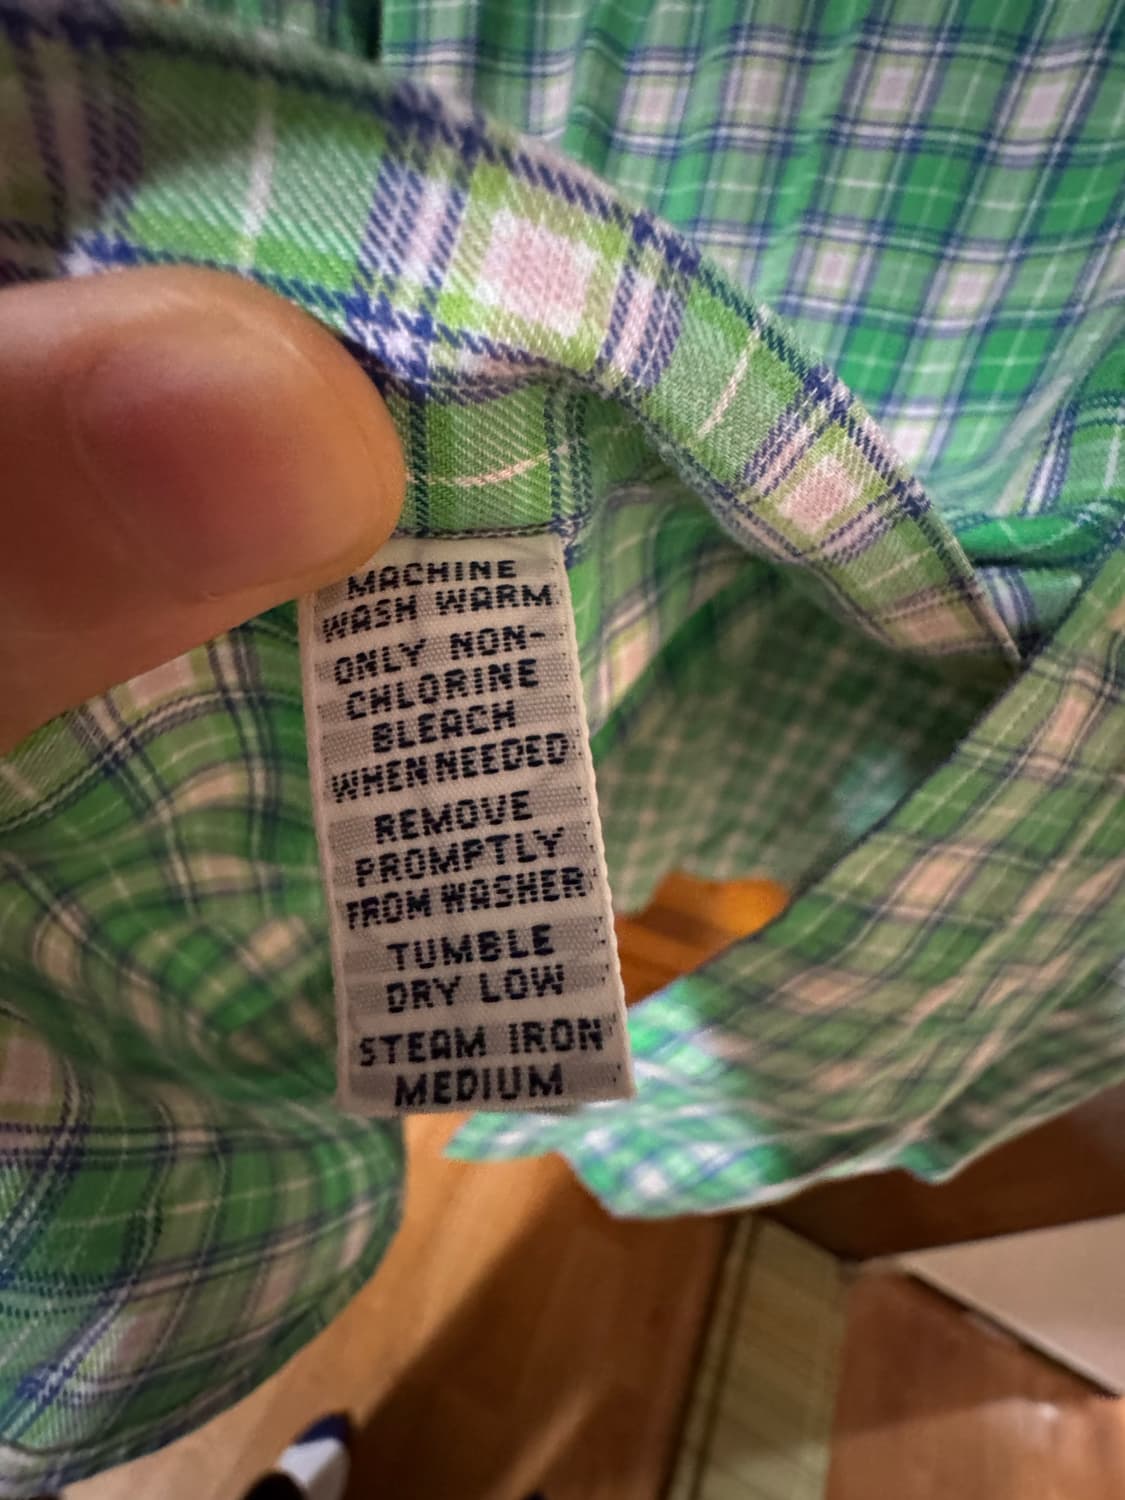 MACHINE
WASH WARM
ONLY NON-
CHLORINE
BLEACH
WHEN NEEDED
REMOVE
PROMPTLY
FROM WASHER
TUMBLE
DRY LOW
STEAM IRON
MEDIUM